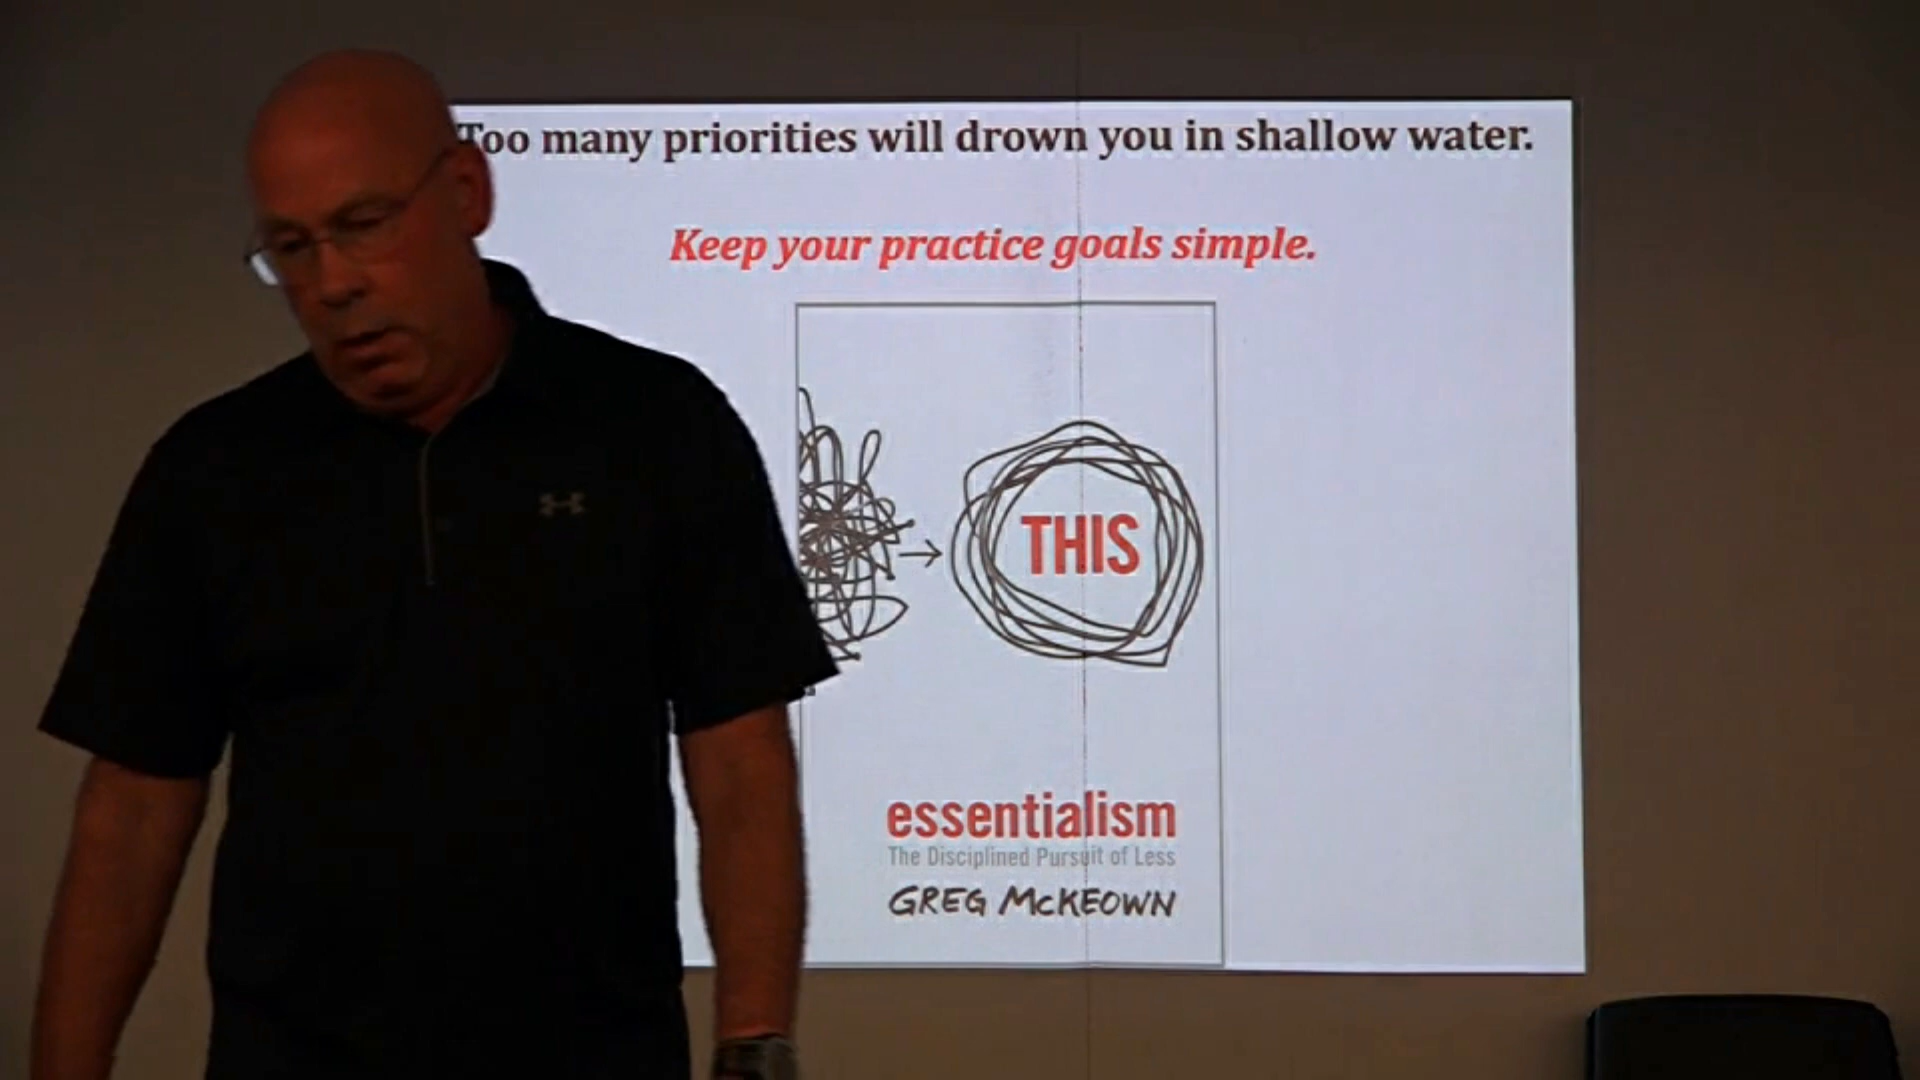 Too many priorities will drown you in shallow water.
Keep your practice goals simple.
THIS
essentialism
The Disciplined Pursuit of Less
GREG McKEOWN